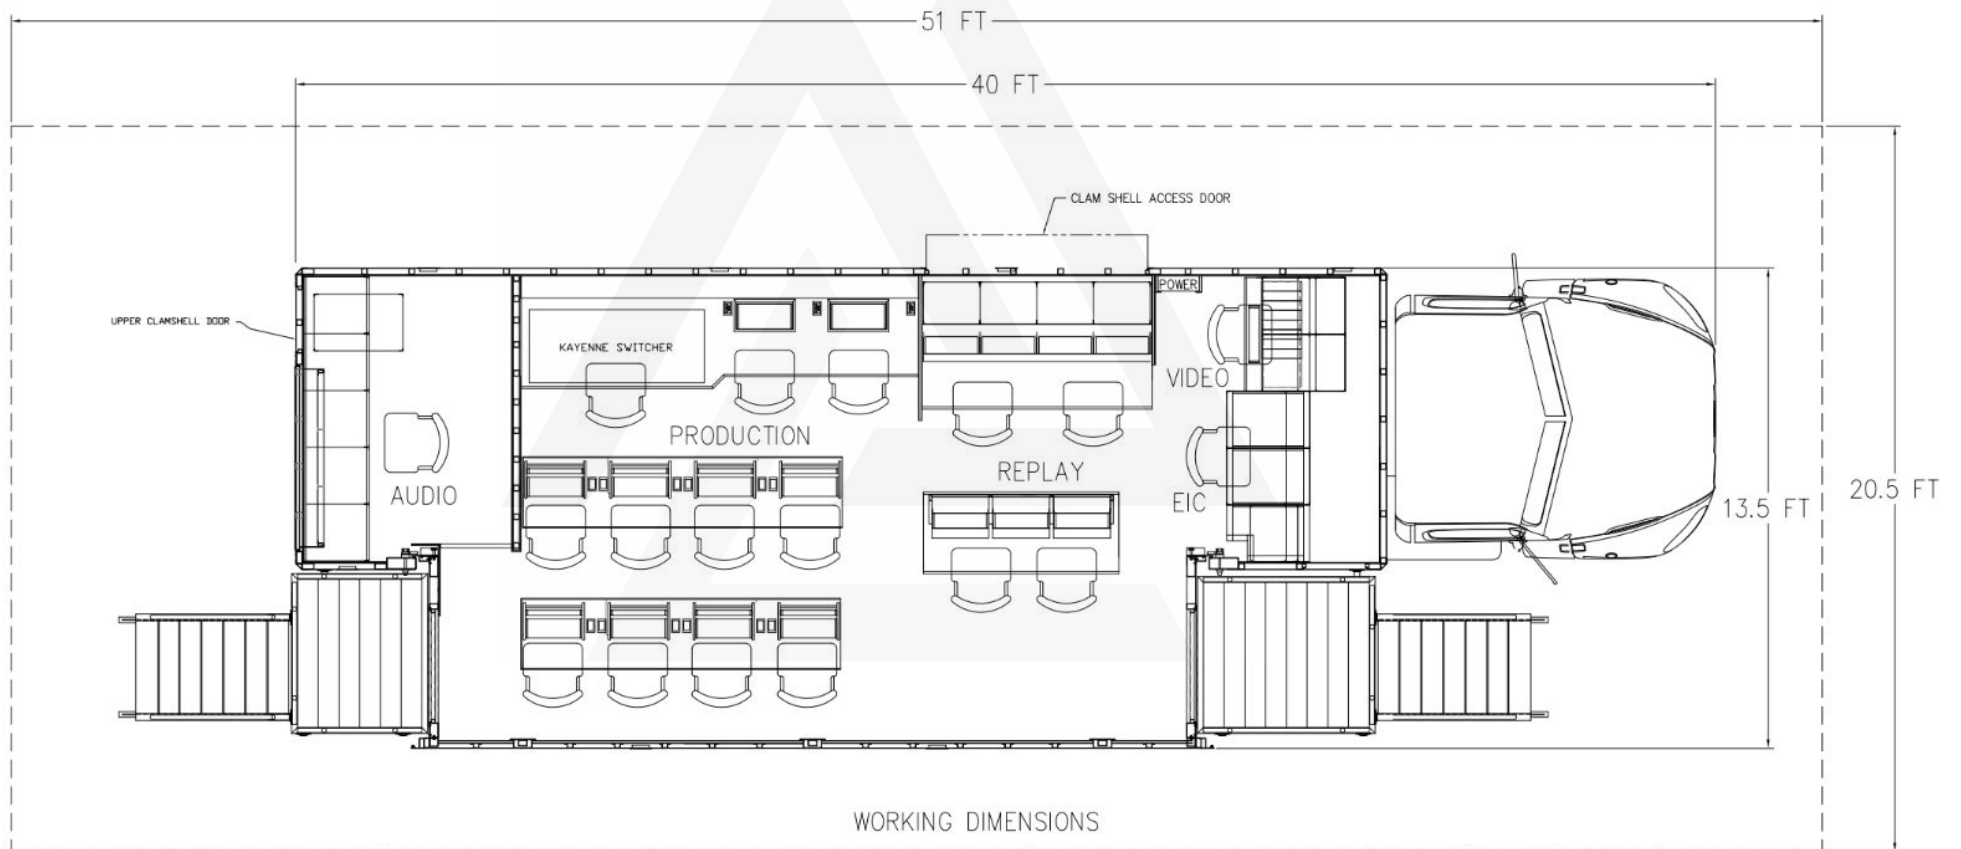 51 FT
40 FT
CLAM SHELL ACCESS DOOR
POWER
UPPER CLAMSHELL DOOR
KAYENNE SWITCHER
VIDEO
PRODUCTION
REPLAY
AUDIO
EIC
20.5 FT
13.5 FT
WORKING DIMENSIONS